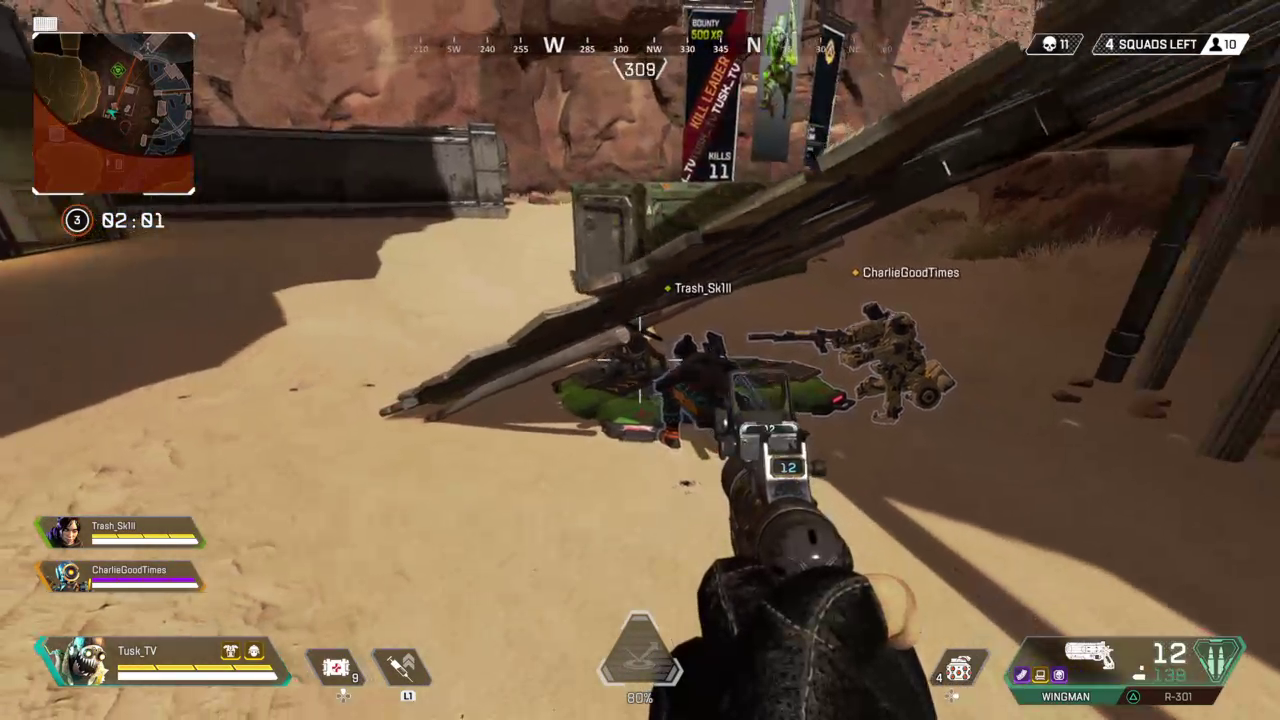 210 SW 240 255 W 285 300 NW 330 345 N NE
309
BOUNTY
500 XP
KILL LEADER
TUSK_TV
KILLS
11
11
4 SQUADS LEFT 10
3 02:01
Trash_Sk1ll
CharlieGoodTimes
12
12
Trash_Sk1ll
CharlieGoodTimes
Tusk_TV
9
L1
80%
4
12
138
WINGMAN
R-301